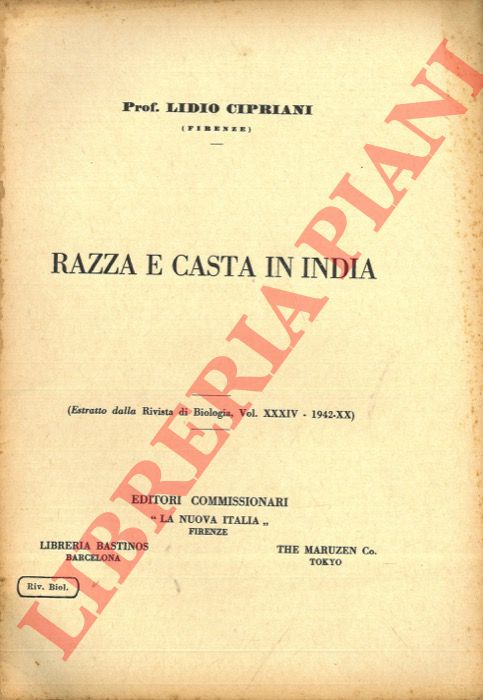 Prof. LIDIO CIPRIANI
(FIRENZE)
RAZZA E CASTA IN INDIA
(Estratto dalla Rivista di Biologia, Vol. XXXIV - 1942-XX)
EDITORI COMMISSIONARI
“ LA NUOVA ITALIA „
FIRENZE
LIBRERIA BASTINOS
BARCELONA
THE MARUZEN Co.
TOKYO
Riv. Biol.
LIBRERIA PIANI